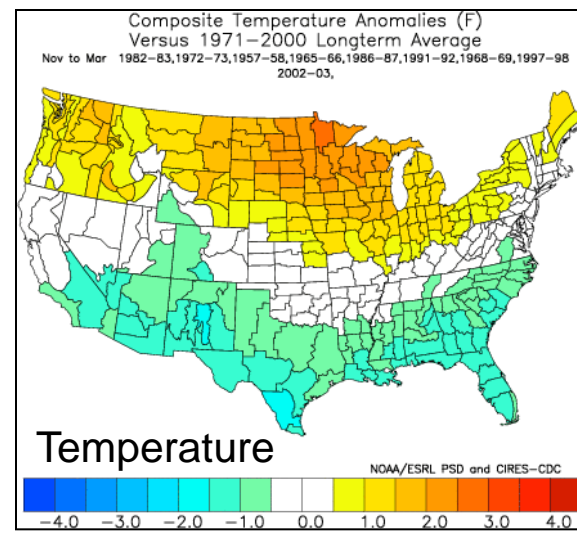 Composite Temperature Anomalies (F)
Versus 1971–2000 Longterm Average
Nov to Mar 1982–83,1972–73,1957–58,1965–66,1986–87,1991–92,1968–69,1997–98
2002–03,
Temperature
NOAA/ESRL PSD and CIRES–CDC
−4.0 −3.0 −2.0 −1.0 0.0 1.0 2.0 3.0 4.0